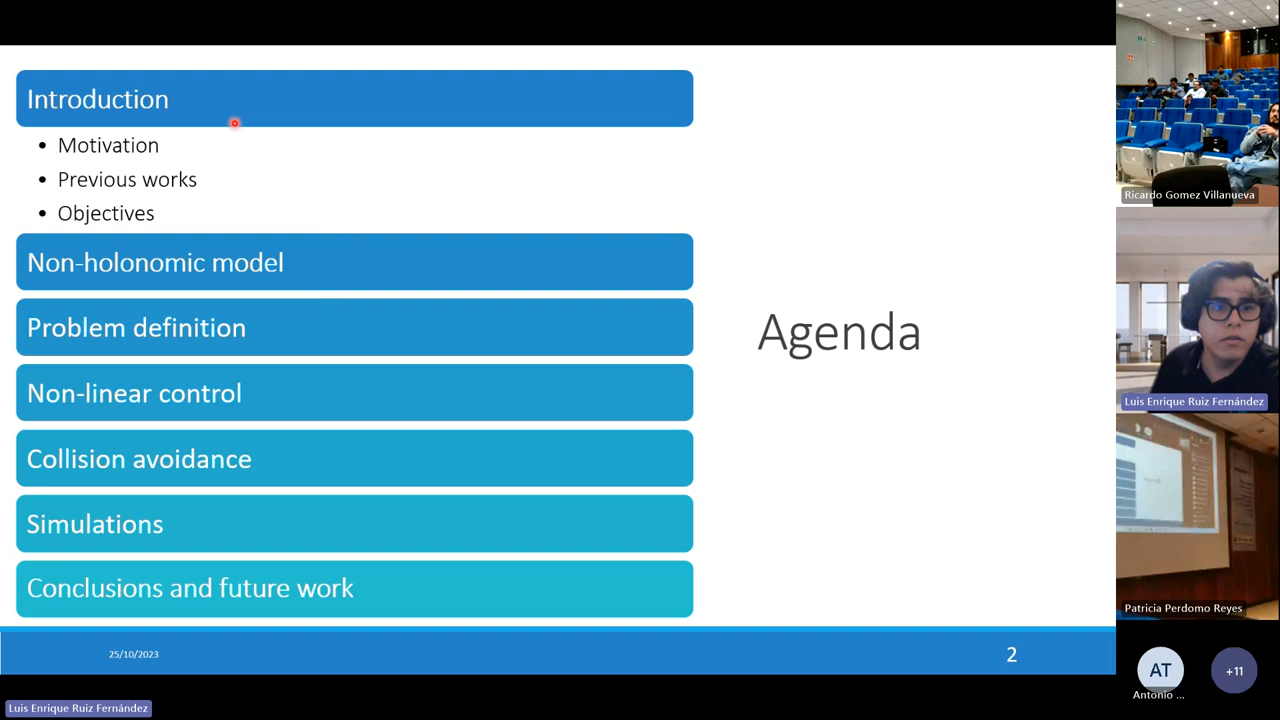 Introduction
• Motivation
• Previous works
• Objectives
Non-holonomic model
Problem definition
Non-linear control
Collision avoidance
Simulations
Conclusions and future work
Agenda
25/10/2023
2
Ricardo Gomez Villanueva
Luis Enrique Ruiz Fernández
Patricia Perdomo Reyes
AT
Antonio ...
+11
Luis Enrique Ruiz Fernández